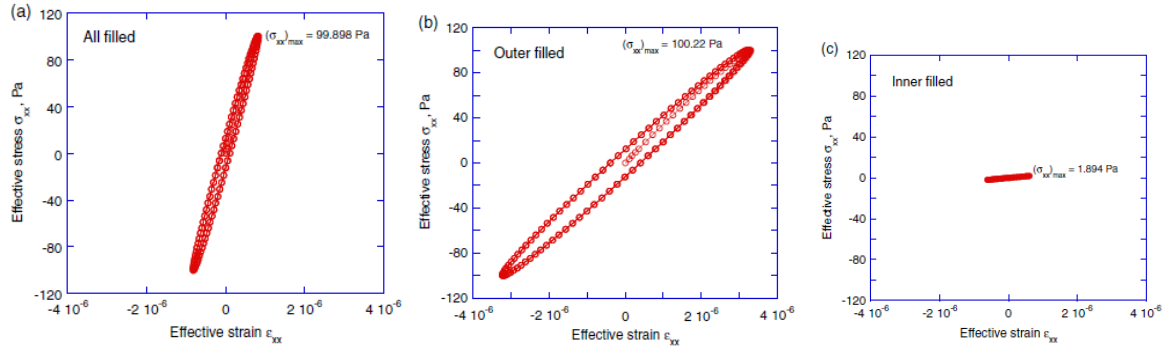 (a)
All filled
(σxx)max = 99.898 Pa
Effective stress σxx, Pa
120
80
40
0
-40
-80
-120
-4 10⁻⁶
-2 10⁻⁶
0
2 10⁻⁶
4 10⁻⁶
Effective strain εxx
(b)
Outer filled
(σxx)max = 100.22 Pa
Effective stress σxx, Pa
120
80
40
0
-40
-80
-120
-4 10⁻⁶
-2 10⁻⁶
0
2 10⁻⁶
4 10⁻⁶
Effective strain εxx
(c)
Inner filled
(σxx)max = 1.894 Pa
Effective stress σxx, Pa
120
80
40
0
-40
-80
-120
-4 10⁻⁶
-2 10⁻⁶
0
2 10⁻⁶
4 10⁻⁶
Effective strain εxx